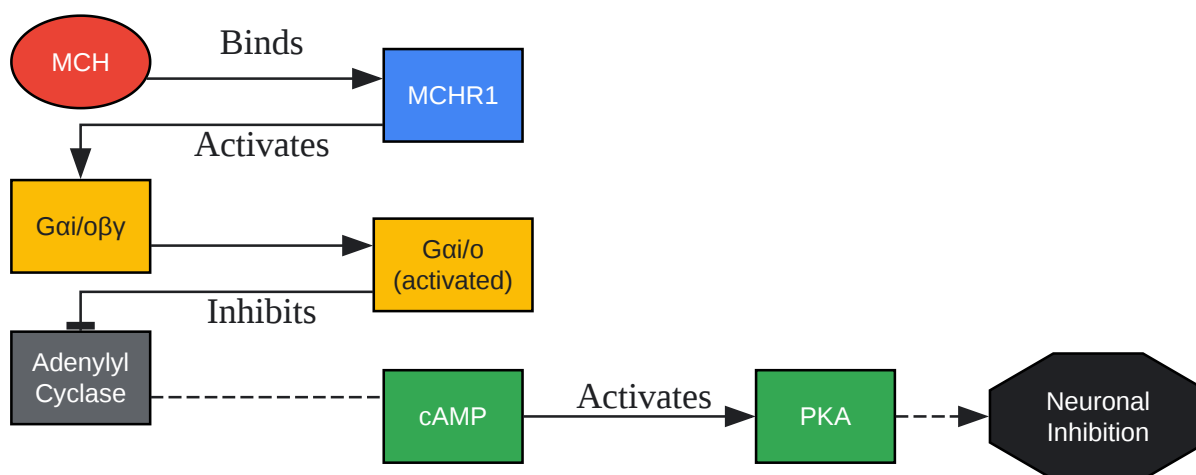 MCH
Binds
MCHR1
Activates
Gαi/oβγ
Gαi/o
(activated)
Inhibits
Adenylyl
Cyclase
cAMP
Activates
PKA
Neuronal
Inhibition